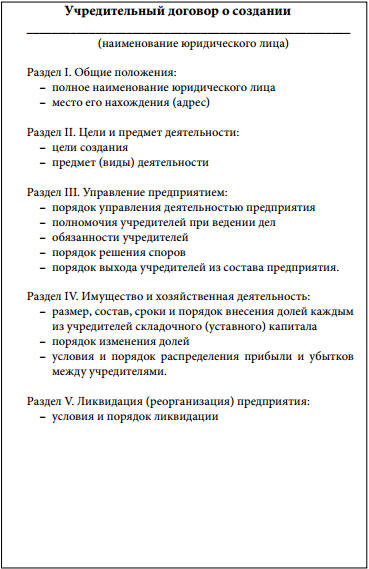 Учредительный договор о создании
(наименование юридического лица)
Раздел I. Общие положения:
– полное наименование юридического лица
– место его нахождения (адрес)
Раздел II. Цели и предмет деятельности:
– цели создания
– предмет (виды) деятельности
Раздел III. Управление предприятием:
– порядок управления деятельностью предприятия
– полномочия учредителей при ведении дел
– обязанности учредителей
– порядок решения споров
– порядок выхода учредителей из состава предприятия.
Раздел IV. Имущество и хозяйственная деятельность:
– размер, состав, сроки и порядок внесения долей каждым
из учредителей складочного (уставного) капитала
– порядок изменения долей
– условия и порядок распределения прибыли и убытков
между учредителями.
Раздел V. Ликвидация (реорганизация) предприятия:
– условия и порядок ликвидации